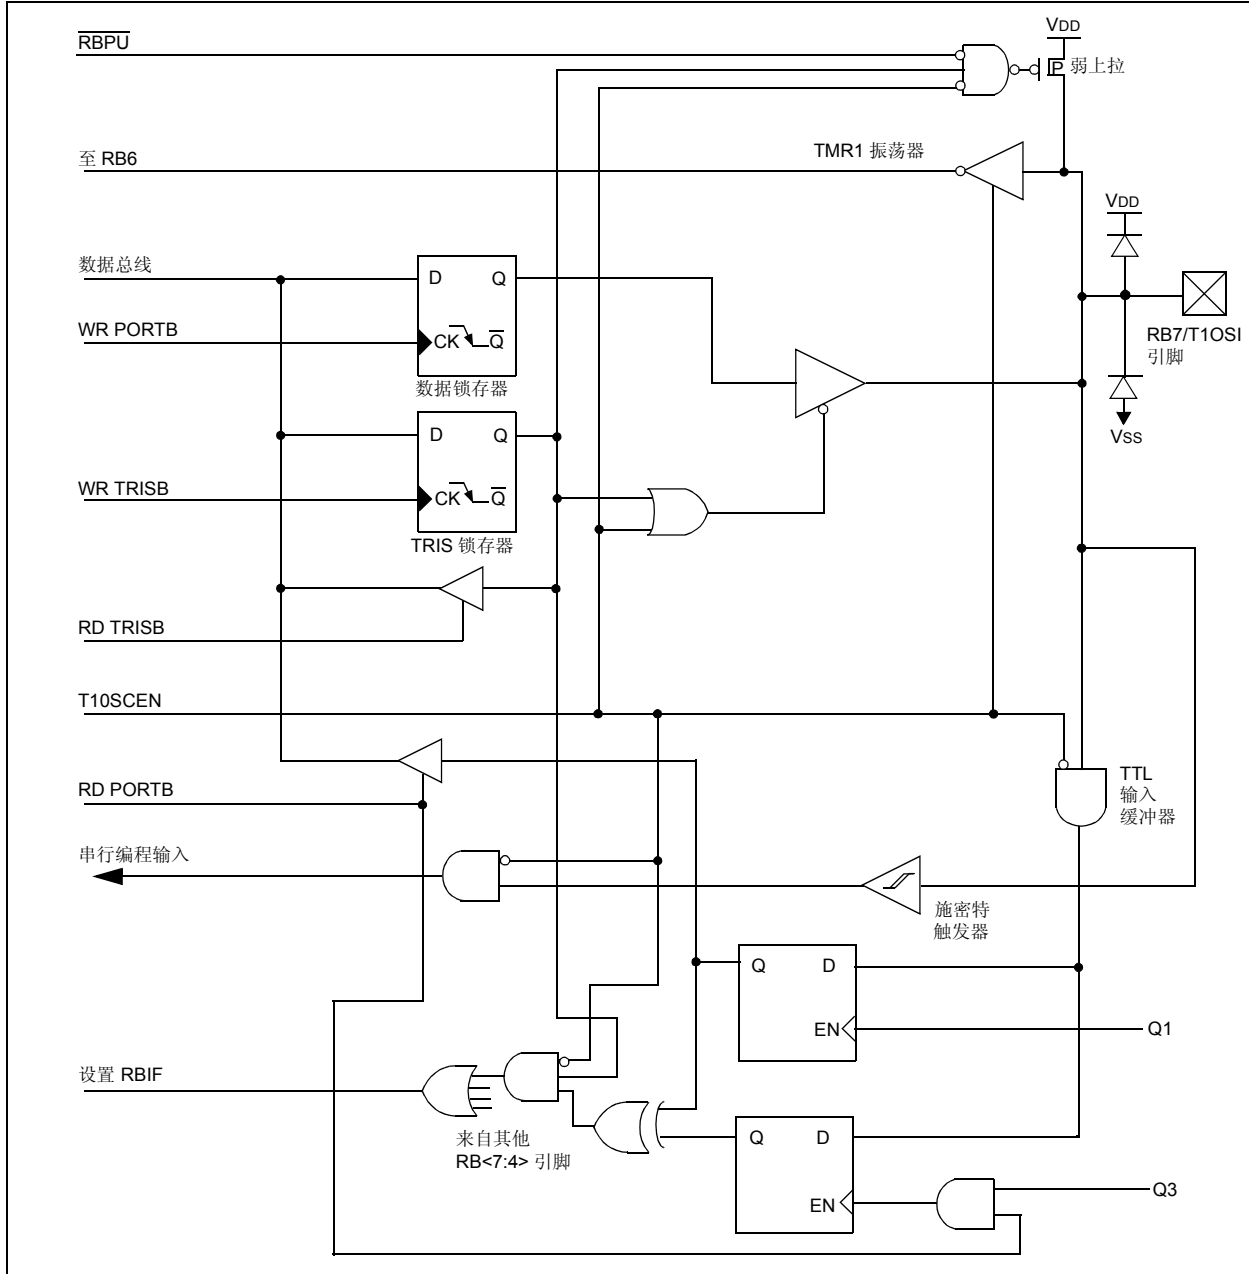 RBPU
VDD
P 弱上拉
至 RB6
TMR1 振荡器
VDD
数据总线
D Q
WR PORTB
CK Q
RB7/T1OSI
引脚
数据锁存器
D Q
VSS
WR TRISB
CK Q
TRIS 锁存器
RD TRISB
T10SCEN
RD PORTB
TTL
输入
缓冲器
串行编程输入
施密特
触发器
Q D
EN
Q1
设置 RBIF
来自其他
RB<7:4> 引脚
Q D
EN
Q3